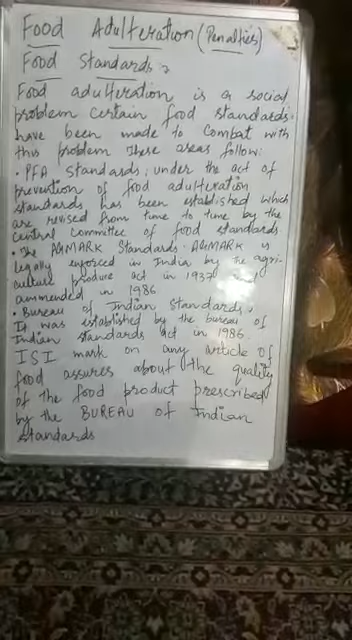 Food Adulteration (Penalties)
Food Standards :
Food adulteration is a social
problem certain food standards
have been made to combat with
this problem These areas follow:
• PFA Standards: under the act of
prevention of food adulteration
standards has been established which
are revised from time to time by the
central committee of food standards.
• The AGMARK Standards: AGMARK is
legally enforced in India by the agri-
culture produce act in 1937 and
ammended in 1986
• Bureau of Indian Standards:
It was established by the bureau of
Indian standards act in 1986.
ISI mark on any article of
food assures about the quality
of the food product prescribed
by the BUREAU of Indian
standards